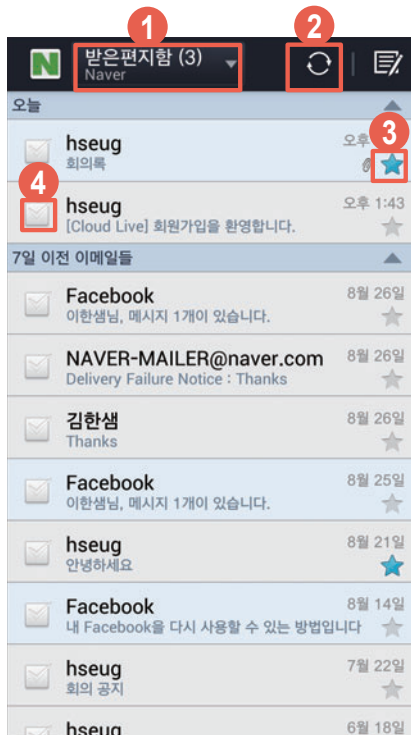 1
2
N 받은편지함 (3)
Naver
오늘
3
hseug
오후
회의록
4
hseug
오후 1:43
[Cloud Live] 회원가입을 환영합니다.
7일 이전 이메일들
Facebook
8월 26일
이한샘님, 메시지 1개이 있습니다.
NAVER-MAILER@naver.com
8월 26일
Delivery Failure Notice : Thanks
김한샘
8월 26일
Thanks
Facebook
8월 25일
이한샘님, 메시지 1개이 있습니다.
hseug
8월 21일
안녕하세요
Facebook
8월 14일
내 Facebook을 다시 사용할 수 있는 방법입니다
hseug
7월 22일
회의 공지
hseug
6월 18일